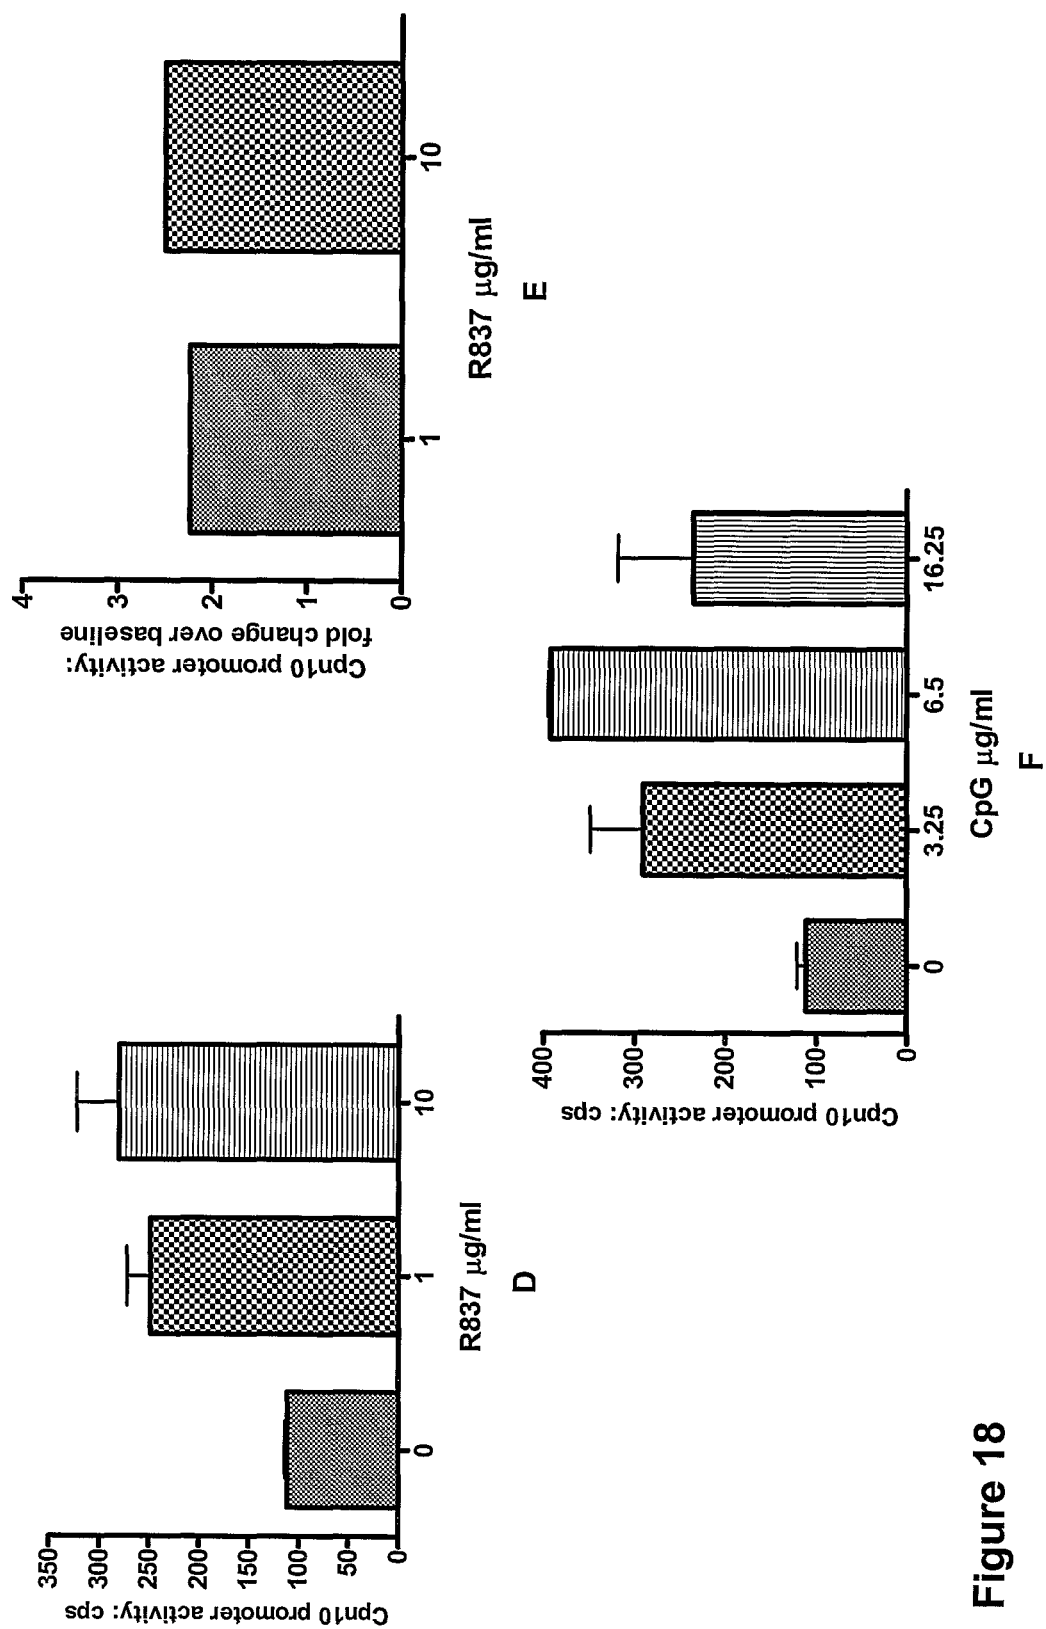 Cpn10 promoter activity: cps
350
300
250
200
150
100
50
0
0
1
10
R837 µg/ml
D
Cpn10 promoter activity:
fold change over baseline
4
3
2
1
0
1
10
R837 µg/ml
E
Cpn10 promoter activity: cps
400
300
200
100
0
0
3.25
6.5
16.25
CpG µg/ml
F
Figure 18